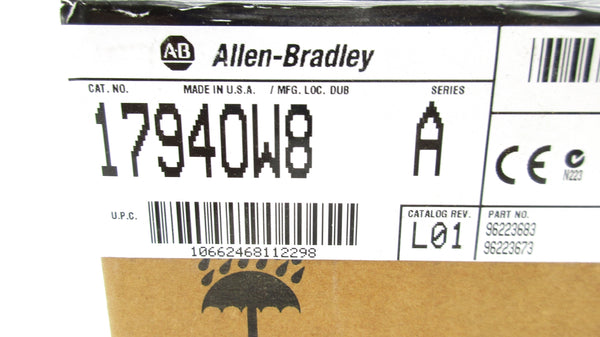 AB Allen-Bradley
CAT. NO. MADE IN U.S.A. / MFG. LOC. DUB SERIES
1794OW8 A
N223
U.P.C.
10662468112298
CATALOG REV.
L01
PART NO.
96223683
96223673